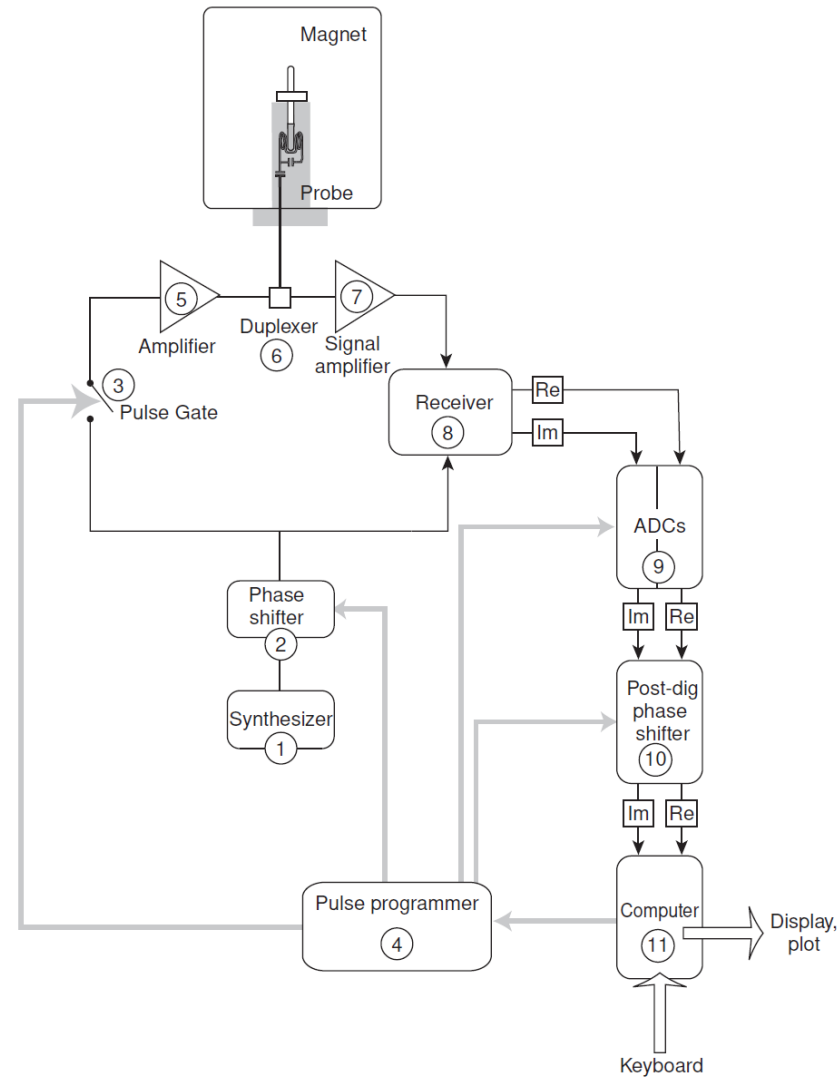 Magnet
Probe
5
Amplifier
Duplexer
6
7
Signal
amplifier
3
Pulse Gate
Receiver
8
Re
Im
ADCs
9
Im
Re
Phase
shifter
2
Synthesizer
1
Post-dig
phase
shifter
10
Im
Re
Pulse programmer
4
Computer
11
Display,
plot
Keyboard